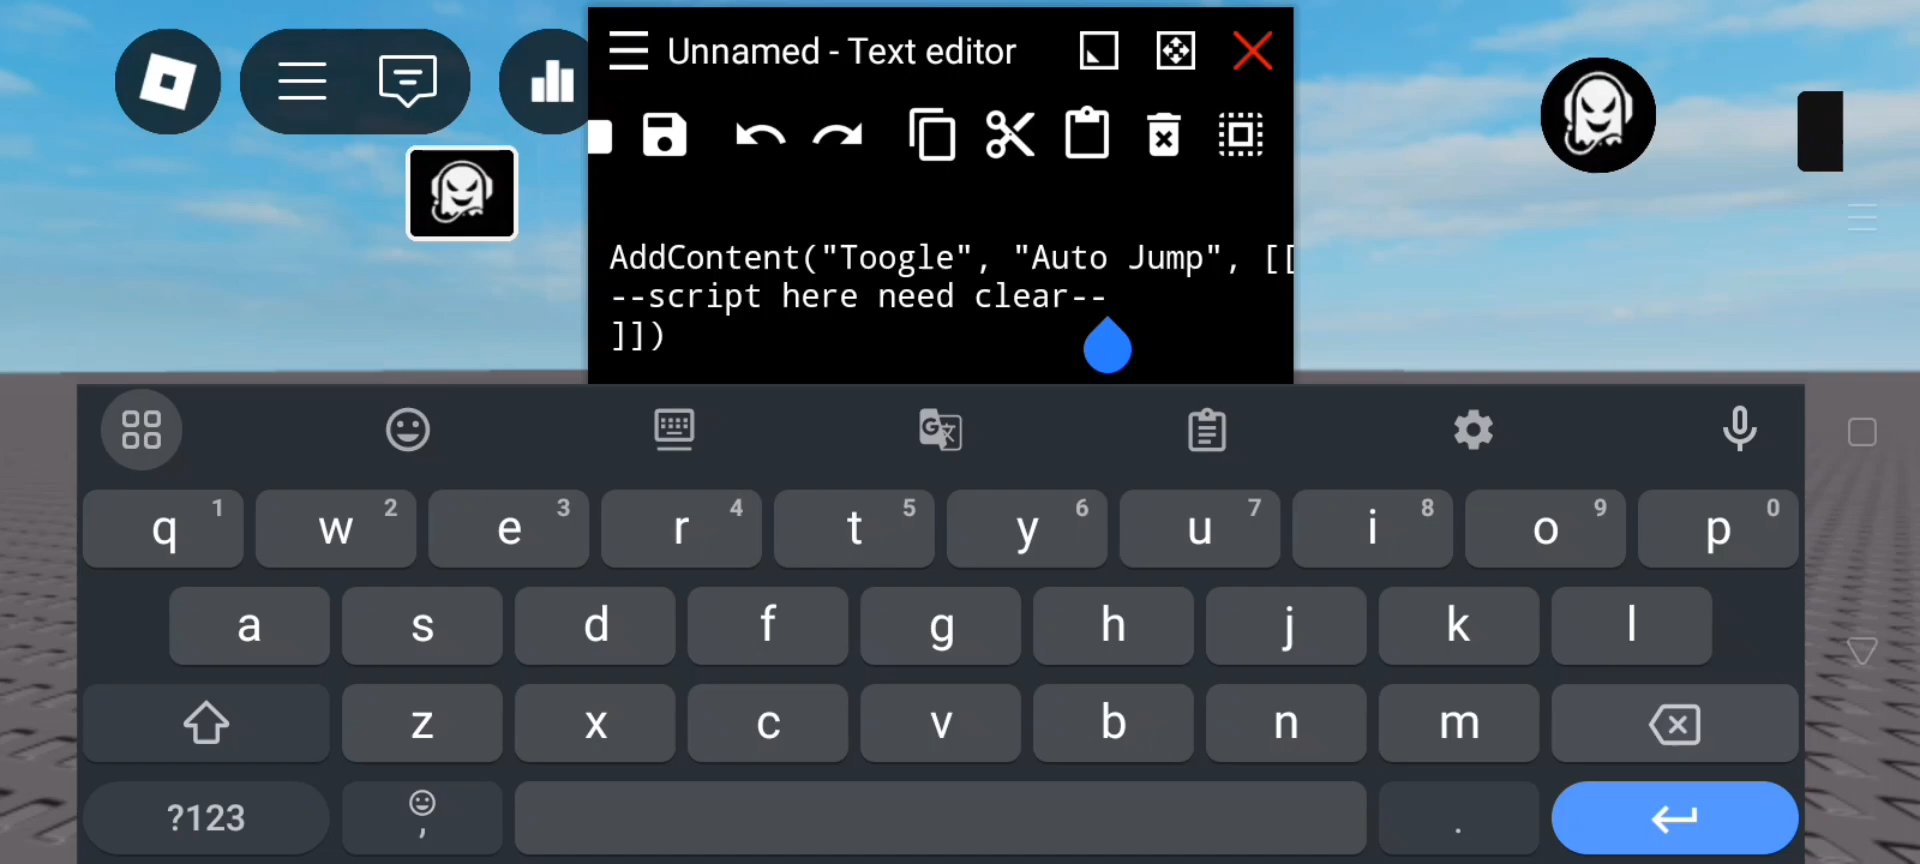 Unnamed - Text editor
AddContent("Toogle", "Auto Jump", [[
--script here need clear--
]])
q 1 w 2 e 3 r 4 t 5 y 6 u 7 i 8 o 9 p 0
a s d f g h j k l
z x c v b n m
?123 , .